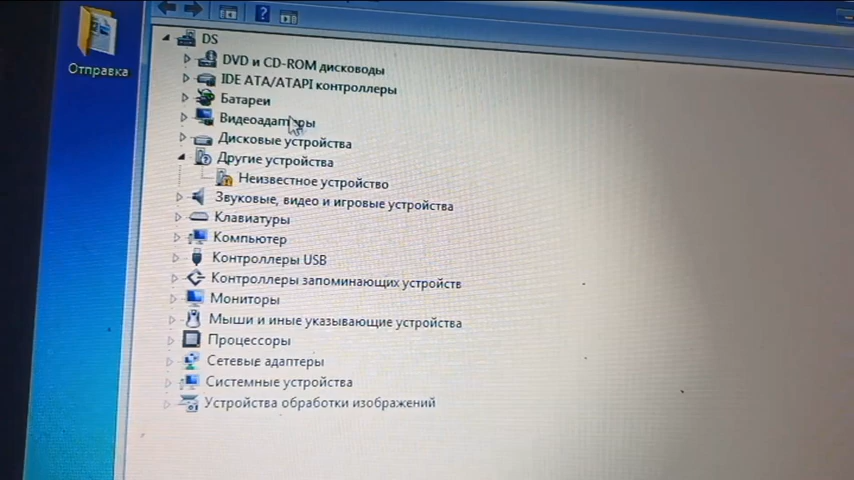 DS
DVD и CD-ROM дисководы
IDE ATA/ATAPI контроллеры
Батареи
Видеоадаптеры
Дисковые устройства
Другие устройства
Неизвестное устройство
Звуковые, видео и игровые устройства
Клавиатуры
Компьютер
Контроллеры USB
Контроллеры запоминающих устройств
Мониторы
Мыши и иные указывающие устройства
Процессоры
Сетевые адаптеры
Системные устройства
Устройства обработки изображений
Отправка